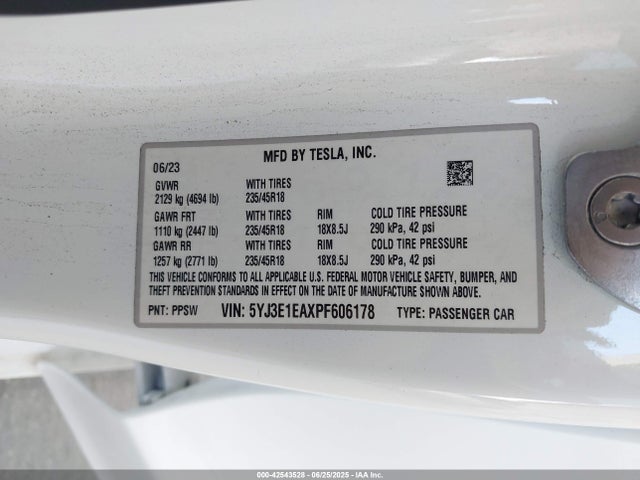 MFD BY TESLA, INC.
06/23
GVWR WITH TIRES
2129 kg (4694 lb) 235/45R18
GAWR FRT WITH TIRES RIM COLD TIRE PRESSURE
1110 kg (2447 lb) 235/45R18 18X8.5J 290 kPa, 42 psi
GAWR RR WITH TIRES RIM COLD TIRE PRESSURE
1257 kg (2771 lb) 235/45R18 18X8.5J 290 kPa, 42 psi
THIS VEHICLE CONFORMS TO ALL APPLICABLE U.S. FEDERAL MOTOR VEHICLE SAFETY, BUMPER, AND
THEFT PREVENTION STANDARDS IN EFFECT ON THE DATE OF MANUFACTURE SHOWN ABOVE.
PNT: PPSW VIN: 5YJ3E1EAXPF606178 TYPE: PASSENGER CAR
000-42543528 - 06/25/2025 - IAA Inc.